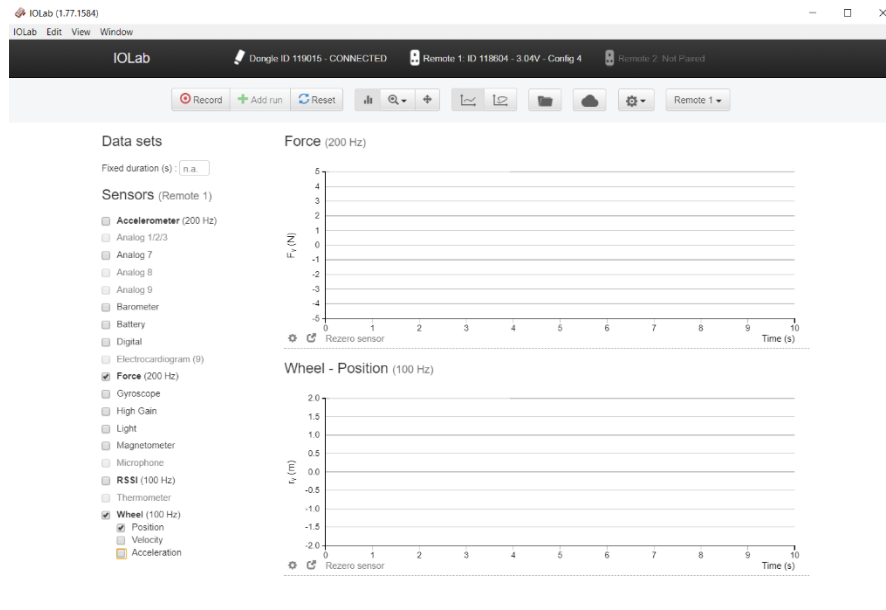 IOLab (1.77.1584)
IOLab Edit View Window
IOLab Dongle ID 119015 - CONNECTED Remote 1: ID 118604 - 3.04V - Config 4 Remote 2: Not Paired
Record Add run Reset Remote 1
Data sets
Fixed duration (s) : n.a.
Sensors (Remote 1)
Accelerometer (200 Hz)
Analog 1/2/3
Analog 7
Analog 8
Analog 9
Barometer
Battery
Digital
Electrocardiogram (9)
Force (200 Hz)
Gyroscope
High Gain
Light
Magnetometer
Microphone
RSSI (100 Hz)
Thermometer
Wheel (100 Hz)
Position
Velocity
Acceleration
Force (200 Hz)
5
4
3
2
1
0
-1
-2
-3
-4
-5
Fy (N)
0 1 2 3 4 5 6 7 8 9 10
Rezero sensor Time (s)
Wheel - Position (100 Hz)
2.0
1.5
1.0
0.5
0.0
-0.5
-1.0
-1.5
-2.0
ry (m)
0 1 2 3 4 5 6 7 8 9 10
Rezero sensor Time (s)